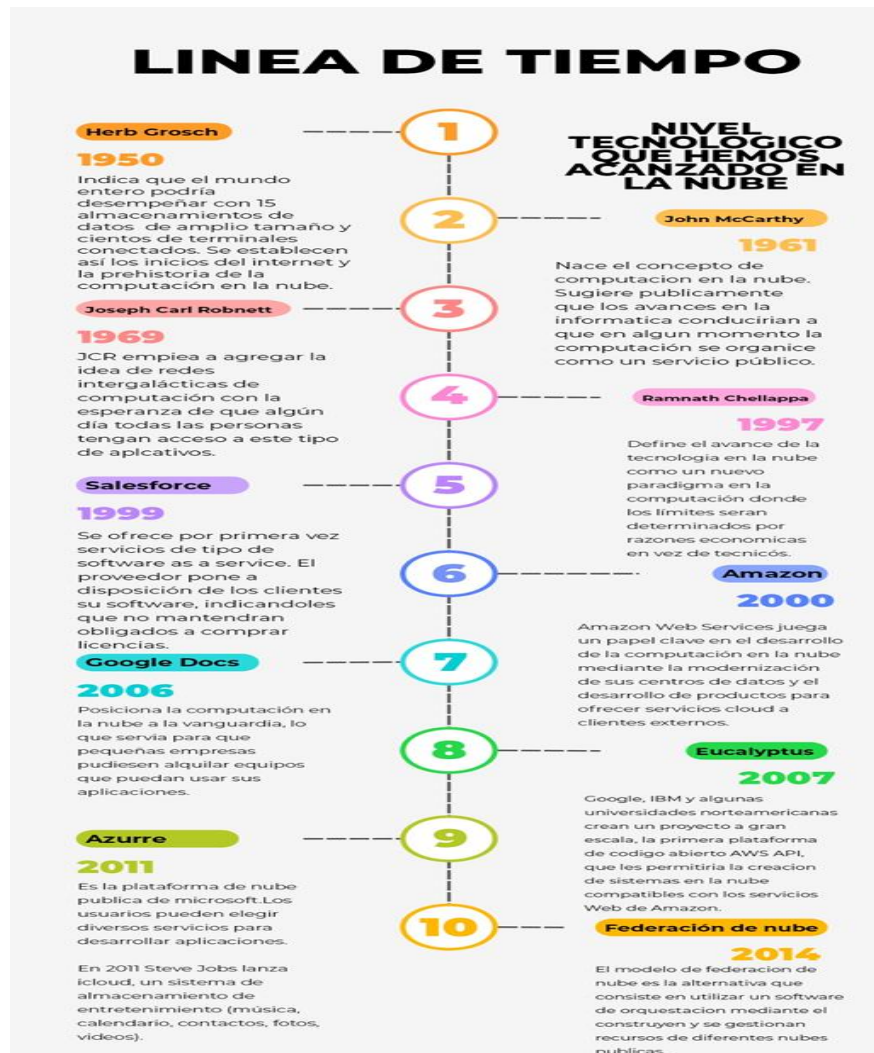 LINEA DE TIEMPO
NIVEL
TECNOLÓGICO
QUE HEMOS
ACANZADO EN
LA NUBE
1
Herb Grosch
1950
Indica que el mundo
entero podría
desempeñar con 15
almacenamientos de
datos de amplio tamaño y
cientos de terminales
conectados. Se establecen
así los inicios del internet y
la prehistoria de la
computación en la nube.
2
John McCarthy
1961
Nace el concepto de
computacion en la nube.
Sugiere publicamente
que los avances en la
informatica conducirian a
que en algun momento la
computación se organice
como un servicio público.
3
Joseph Carl Robnett
1969
JCR empiea a agregar la
idea de redes
intergalácticas de
computación con la
esperanza de que algún
día todas las personas
tengan acceso a este tipo
de aplcativos.
4
Ramnath Chellappa
1997
Define el avance de la
tecnologia en la nube
como un nuevo
paradigma en la
computación donde
los límites seran
determinados por
razones economicas
en vez de tecnicós.
5
Salesforce
1999
Se ofrece por primera vez
servicios de tipo de
software as a service. El
proveedor pone a
disposición de los clientes
su software, indicandoles
que no mantendran
obligados a comprar
licencias.
6
Amazon
2000
Amazon Web Services juega
un papel clave en el desarrollo
de la computación en la nube
mediante la modernización
de sus centros de datos y el
desarrollo de productos para
ofrecer servicios cloud a
clientes externos.
7
Google Docs
2006
Posiciona la computación en
la nube a la vanguardia, lo
que servia para que
pequeñas empresas
pudiesen alquilar equipos
que puedan usar sus
aplicaciones.
8
Eucalyptus
2007
Google, IBM y algunas
universidades norteamericanas
crean un proyecto a gran
escala, la primera plataforma
de codigo abierto AWS API,
que les permitiria la creacion
de sistemas en la nube
compatibles con los servicios
Web de Amazon.
9
Azurre
2011
Es la plataforma de nube
publica de microsoft.Los
usuarios pueden elegir
diversos servicios para
desarrollar aplicaciones.
En 2011 Steve Jobs lanza
icloud, un sistema de
almacenamiento de
entretenimiento (música,
calendario, contactos, fotos,
videos).
10
Federación de nube
2014
El modelo de federacion de
nube es la alternativa que
consiste en utilizar un software
de orquestacion mediante el
construyen y se gestionan
recursos de diferentes nubes
publicas